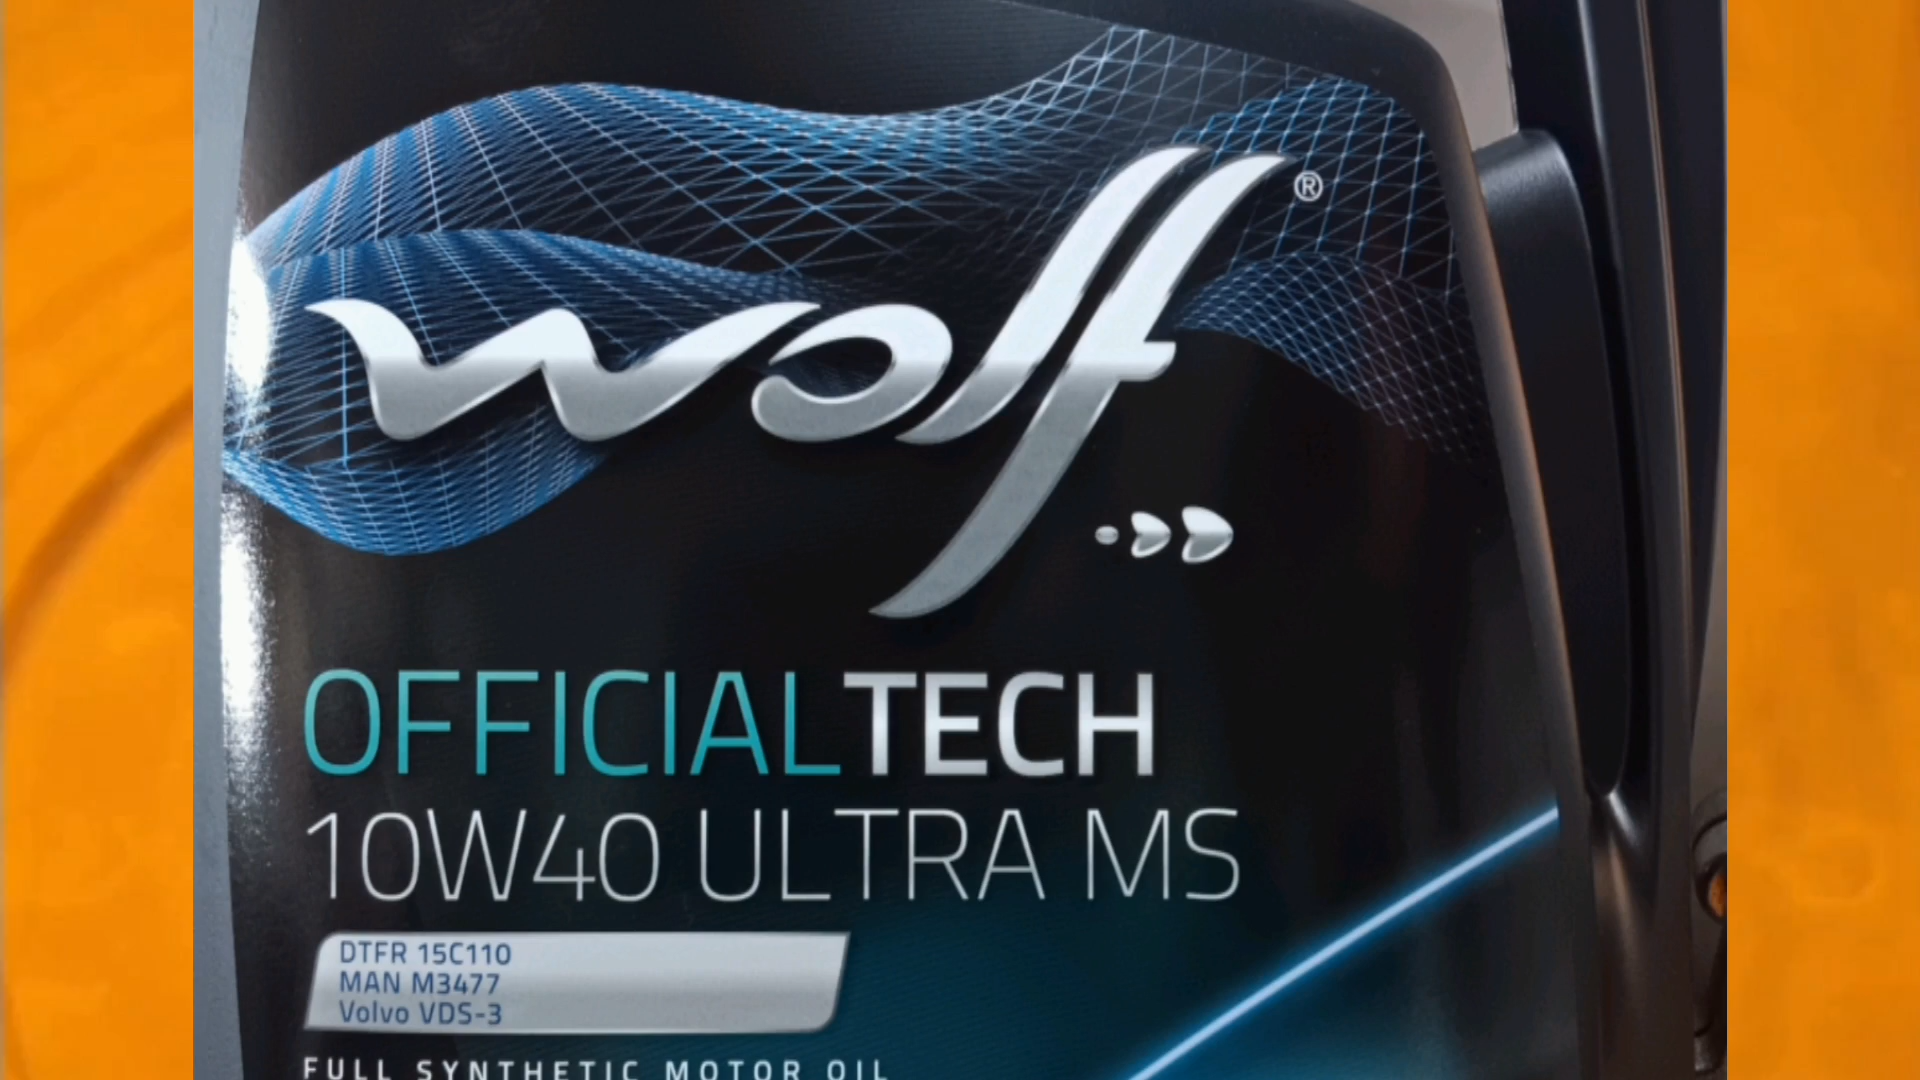 wolf®
OFFICIALTECH
10W40 ULTRA MS
DTFR 15C110
MAN M3477
Volvo VDS-3
FULL SYNTHETIC MOTOR OIL